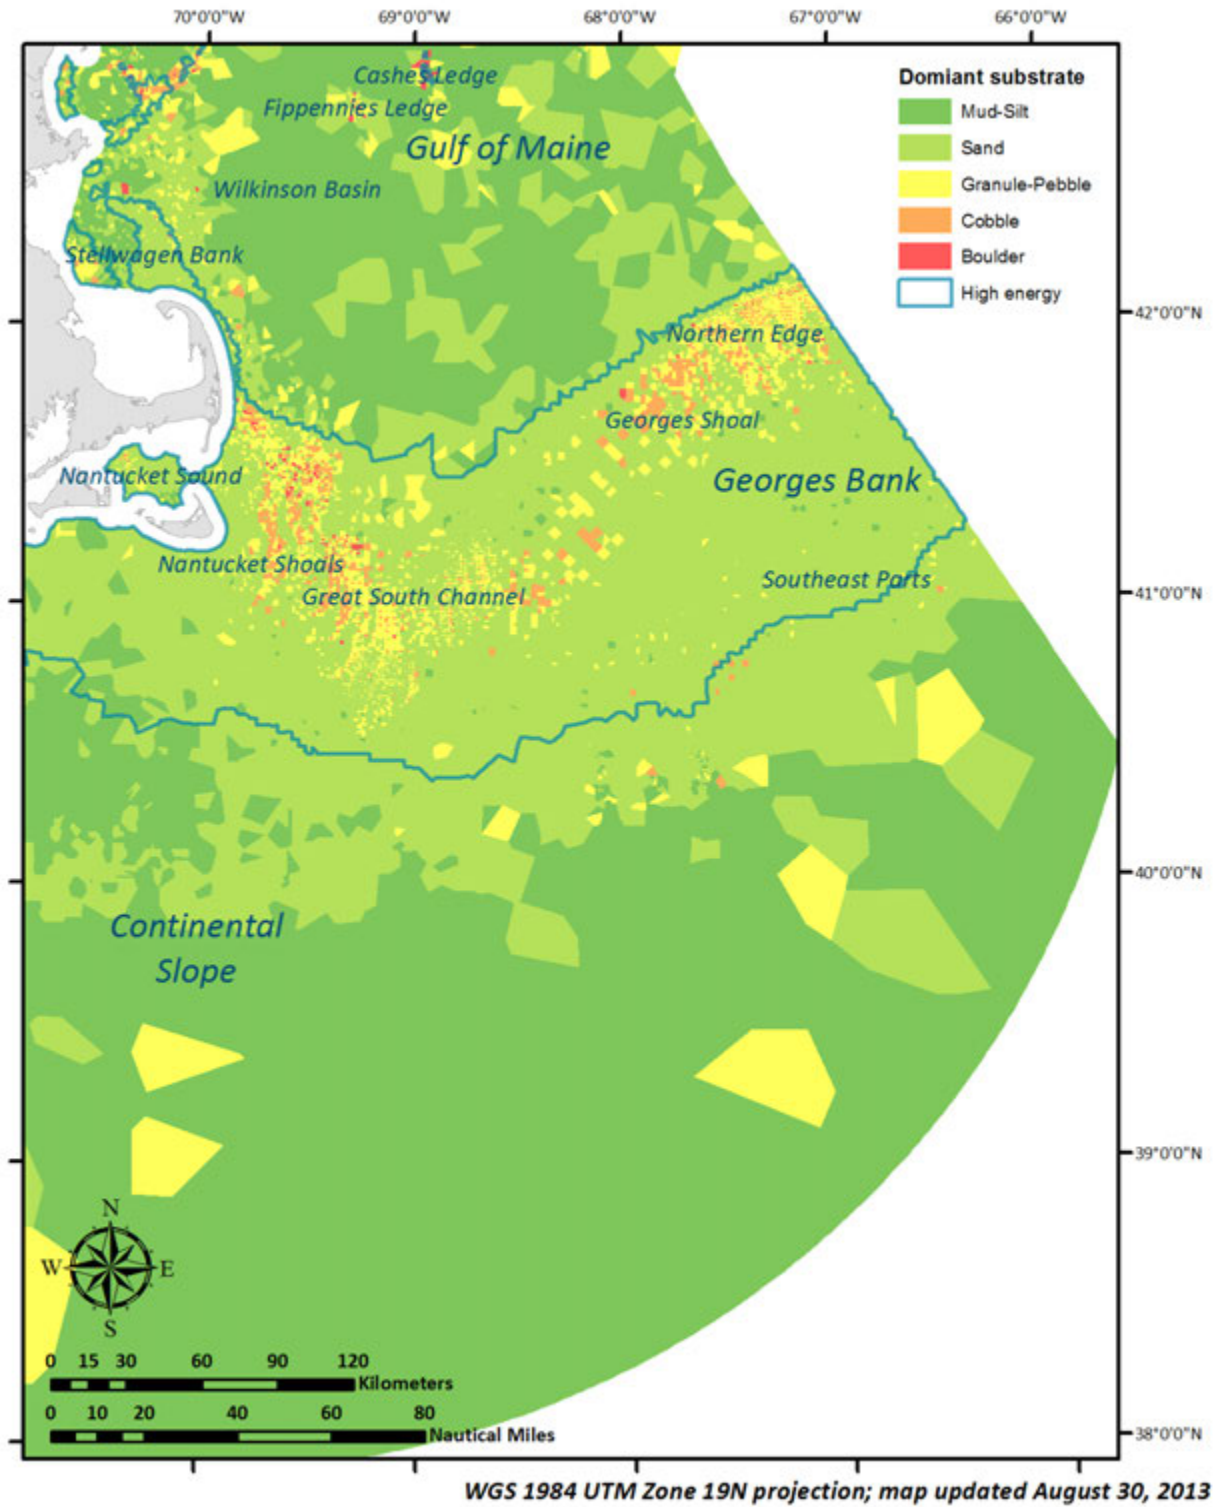 70°0'0"W 69°0'0"W 68°0'0"W 67°0'0"W 66°0'0"W
Domiant substrate
Mud-Silt
Sand
Granule-Pebble
Cobble
Boulder
High energy
Cashes Ledge
Fippennies Ledge
Gulf of Maine
Wilkinson Basin
Stellwagen Bank
42°0'0"N
Northern Edge
Georges Shoal
Nantucket Sound
Georges Bank
Nantucket Shoals
Southeast Parts
Great South Channel
41°0'0"N
40°0'0"N
Continental
Slope
39°0'0"N
N
W E
S
0 15 30 60 90 120
Kilometers
0 10 20 40 60 80
Nautical Miles
38°0'0"N
WGS 1984 UTM Zone 19N projection; map updated August 30, 2013